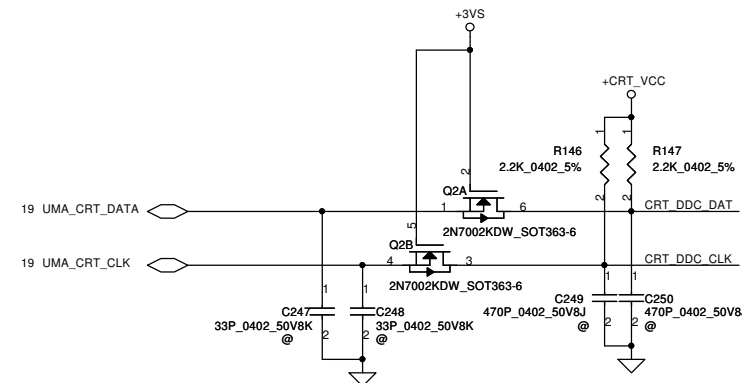 +3VS
+CRT_VCC
1
1
R146
2.2K_0402_5%
R147
2.2K_0402_5%
2
2
2
Q2A
19 UMA_CRT_DATA
1
6
CRT_DDC_DAT
2N7002KDW_SOT363-6
5
Q2B
19 UMA_CRT_CLK
4
3
CRT_DDC_CLK
2N7002KDW_SOT363-6
1
1
1
1
C247
33P_0402_50V8K
@
2
C248
33P_0402_50V8K
@
2
C249
470P_0402_50V8J
@
2
C250
470P_0402_50V8
@
2